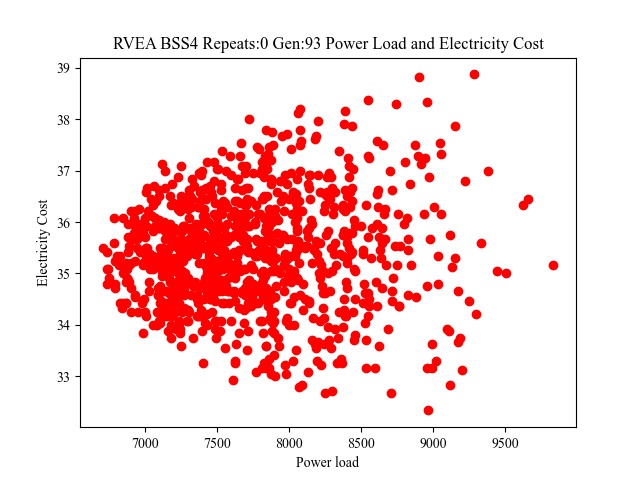 RVEA BSS4 Repeats:0 Gen:93 Power Load and Electricity Cost
39
38
37
36
35
34
33
Electricity Cost
7000 7500 8000 8500 9000 9500
Power load